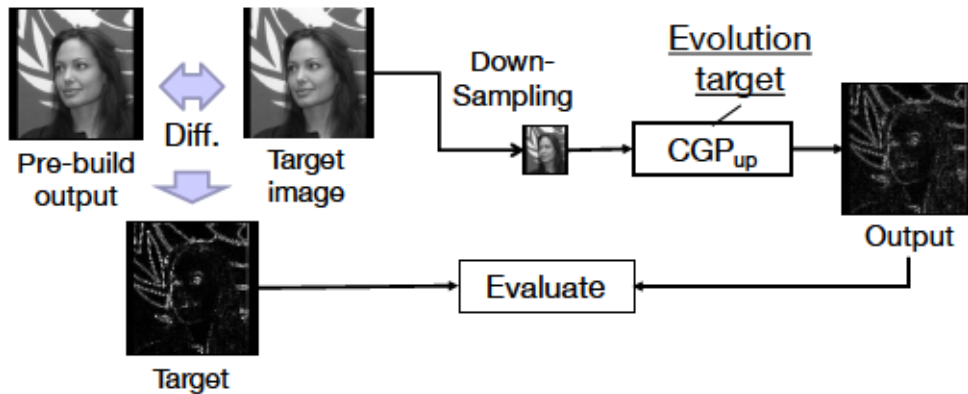 Pre-build
output
Diff.
Target
image
Down-
Sampling
Evolution
target
CGPup
Output
Evaluate
Target